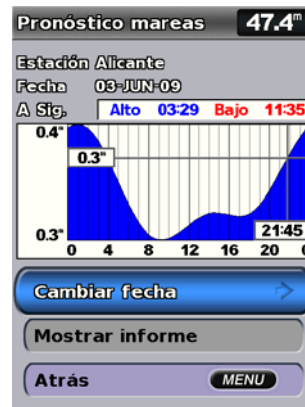 Pronóstico mareas 47.4m
Estación Alicante
Fecha 03-JUN-09
A Sig. Alto 03:29 Bajo 11:35
0.4"
0.3"
0.3"
21:45
0 4 8 12 16 20
Cambiar fecha
Mostrar informe
Atrás MENU